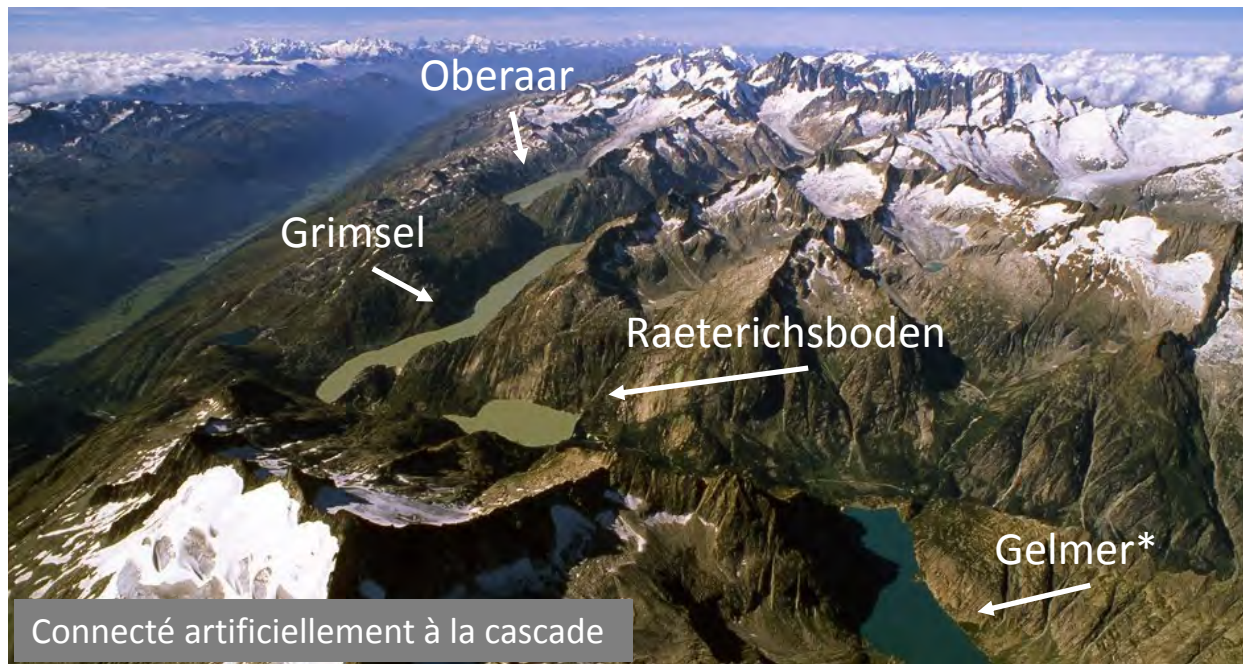 Oberaar
Grimsel
Raeterichsboden
Gelmer*
Connecté artificiellement à la cascade